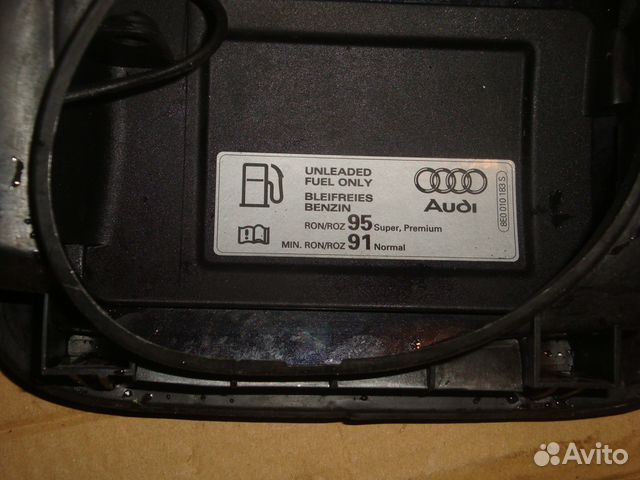 UNLEADED
FUEL ONLY
BLEIFREIES
BENZIN
RON/ROZ 95 Super, Premium
MIN. RON/ROZ 91 Normal
Audi
8E0 010 183 S
Avito